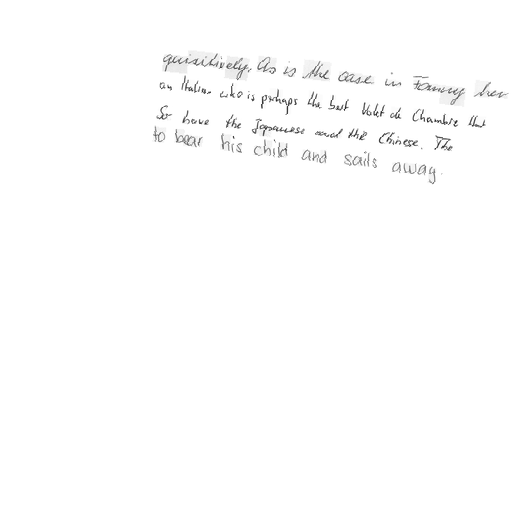 quisitively. As is the case in Fanny her
an Italian who is perhaps the best Valet de Chambre that
So have the Japanese and the Chinese. The
to bear his child and sails away.